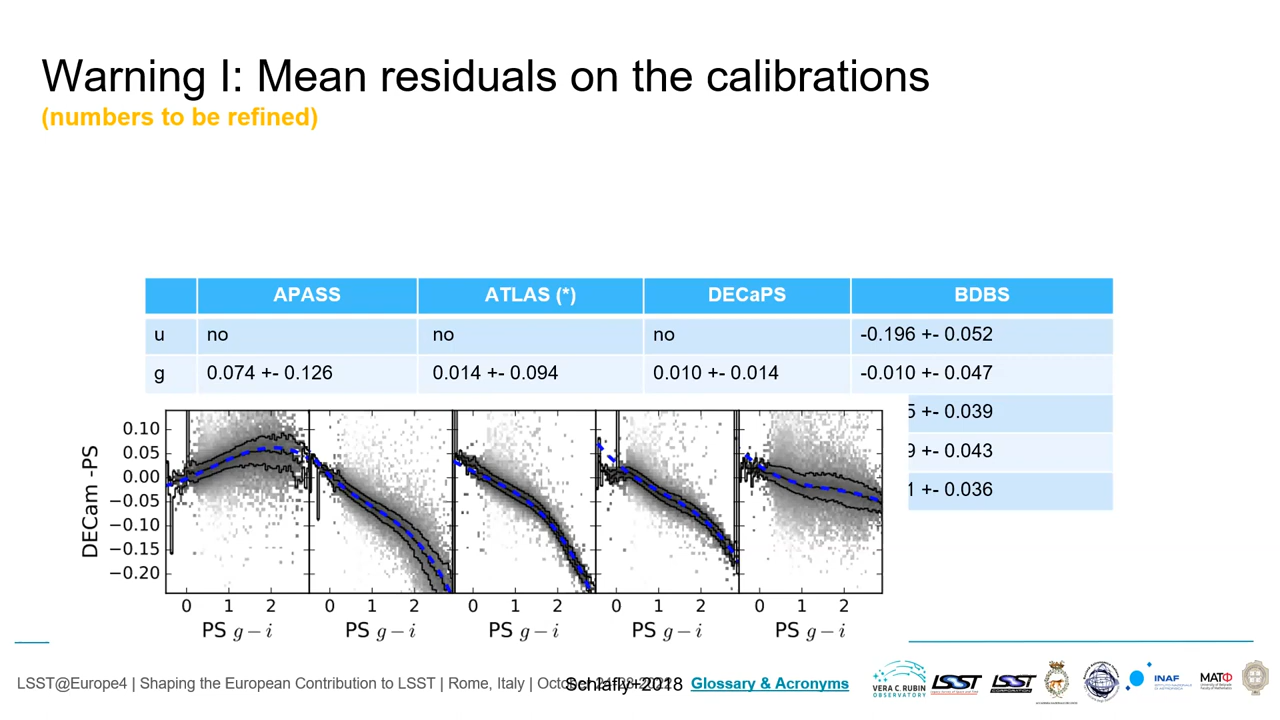 Warning I: Mean residuals on the calibrations
(numbers to be refined)
APASS ATLAS (*) DECaPS BDBS
u no no no -0.196 +- 0.052
g 0.074 +- 0.126 0.014 +- 0.094 0.010 +- 0.014 -0.010 +- 0.047
5 +- 0.039
9 +- 0.043
1 +- 0.036
DECam -PS
0.10
0.05
0.00
−0.05
−0.10
−0.15
−0.20
0 1 2 0 1 2 0 1 2 0 1 2 0 1 2
PS g − i PS g − i PS g − i PS g − i PS g − i
LSST@Europe4 | Shaping the European Contribution to LSST | Rome, Italy | Schlafly+2018 Glossary & Acronyms
VERA C. RUBIN
OBSERVATORY
LSST
LSST
CORPORATION
INAF